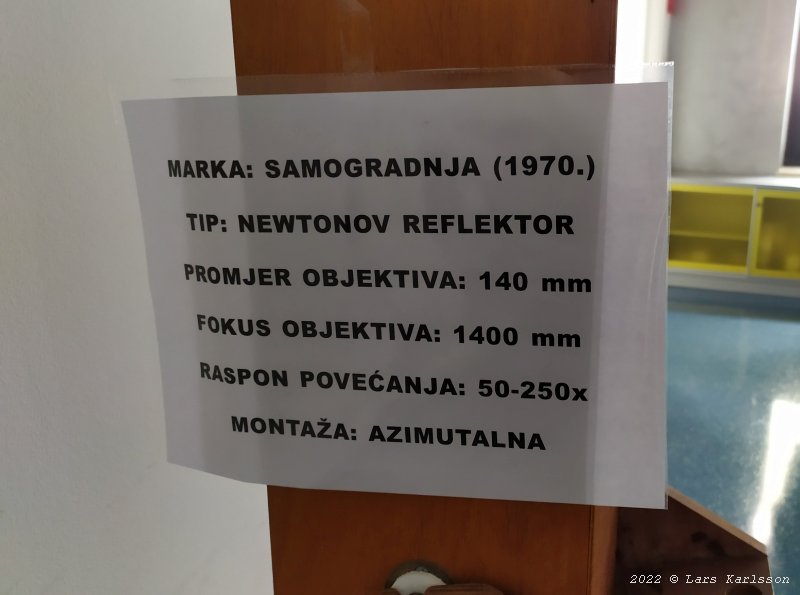 MARKA: SAMOGRADNJA (1970.)
TIP: NEWTONOV REFLEKTOR
PROMJER OBJEKTIVA: 140 mm
FOKUS OBJEKTIVA: 1400 mm
RASPON POVEĆANJA: 50-250x
MONTAŽA: AZIMUTALNA
2022 © Lars Karlsson